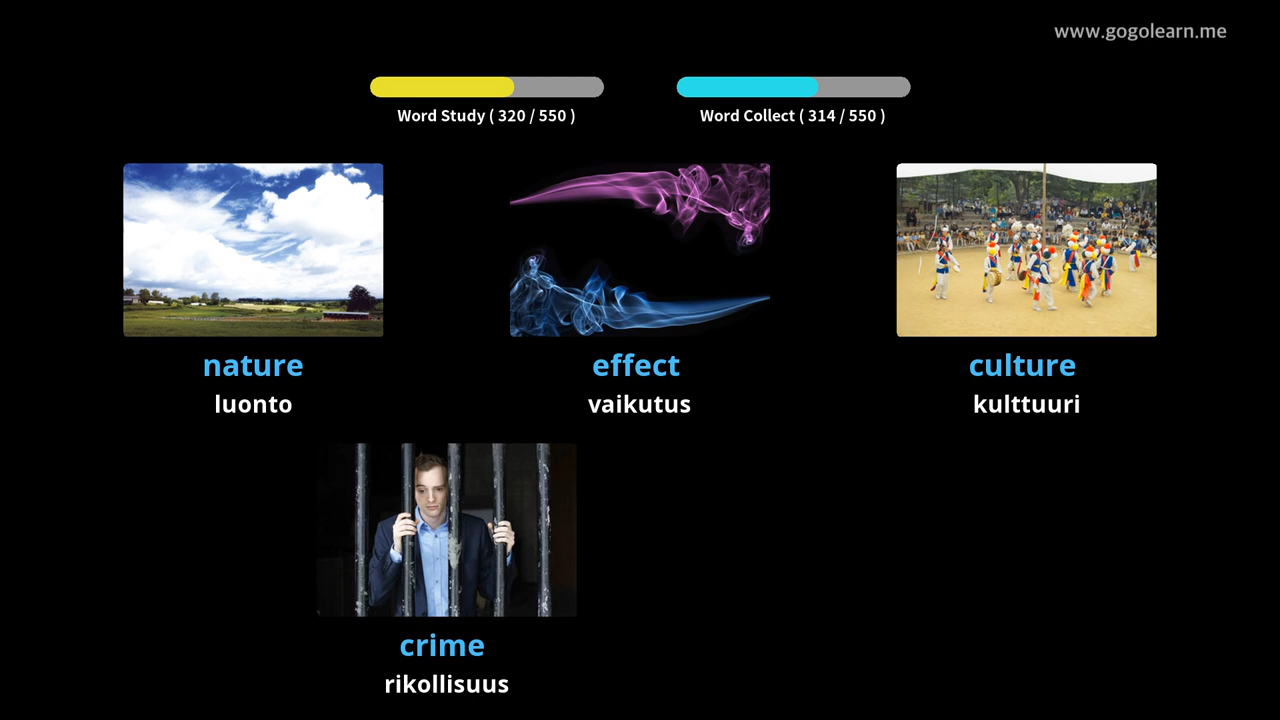 www.gogolearn.me
Word Study ( 320 / 550 )
Word Collect ( 314 / 550 )
nature
luonto
effect
vaikutus
culture
kulttuuri
crime
rikollisuus